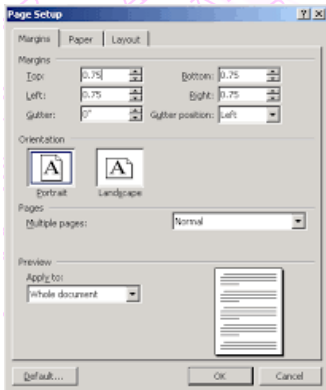 Page Setup
Margins Paper Layout
Margins
Top: 0.75 Bottom: 0.75
Left: 0.75 Right: 0.75
Gutter: 0" Gutter position: Left
Orientation
A A
Portrait Landscape
Pages
Multiple pages: Normal
Preview
Apply to:
Whole document
Default... OK Cancel